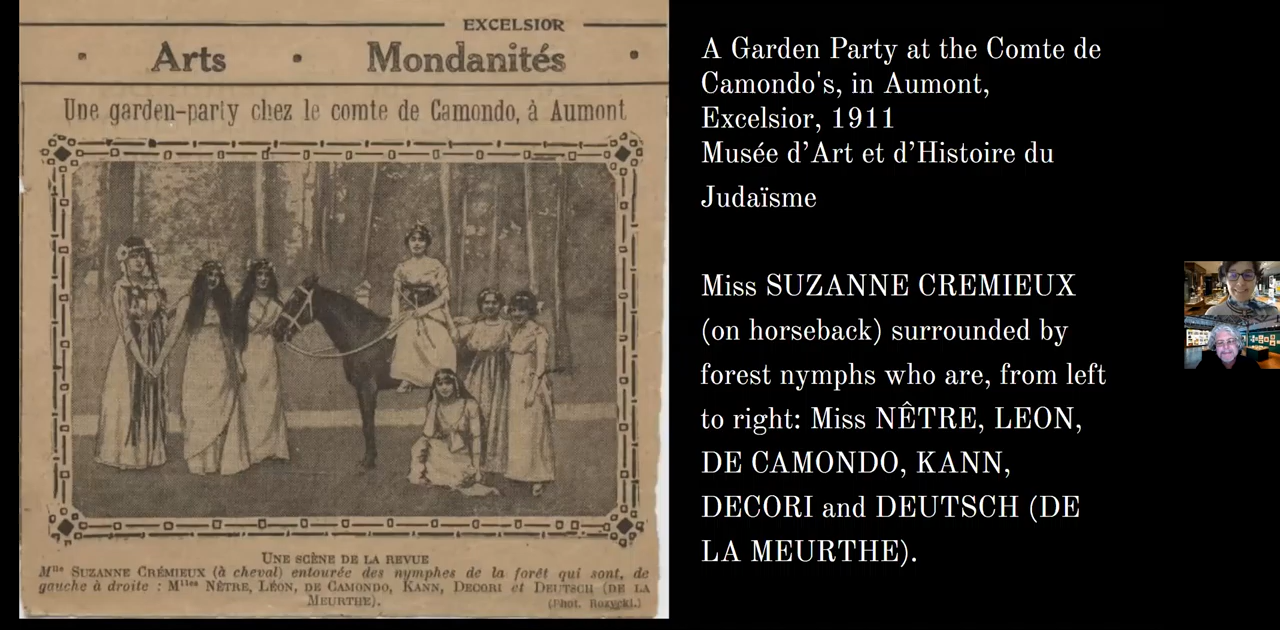 EXCELSIOR
Arts • Mondanités
Une garden-party chez le comte de Camondo, à Aumont
UNE SCÈNE DE LA REVUE
Mlle SUZANNE CRÉMIEUX (à cheval) entourée des nymphes de la forêt qui sont, de
gauche à droite : Mlles NÊTRE, LÉON, DE CAMONDO, KANN, DECORI et DEUTSCH (DE LA
MEURTHE).
(Phot. Rozycki.)
A Garden Party at the Comte de
Camondo's, in Aumont,
Excelsior, 1911
Musée d’Art et d’Histoire du
Judaïsme
Miss SUZANNE CREMIEUX
(on horseback) surrounded by
forest nymphs who are, from left
to right: Miss NÊTRE, LEON,
DE CAMONDO, KANN,
DECORI and DEUTSCH (DE
LA MEURTHE).